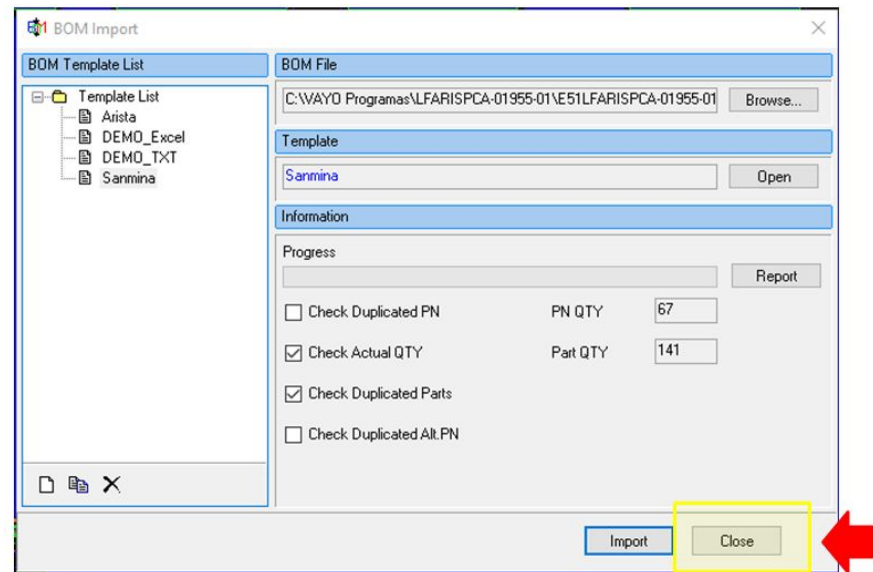 BOM Import
BOM Template List
Template List
Arista
DEMO_Excel
DEMO_TXT
Sanmina
BOM File
C:\VAYO Programas\LFARISPCA-01955-01\E51LFARISPCA-01955-01
Browse...
Template
Sanmina
Open
Information
Progress
Report
Check Duplicated PN
PN QTY
67
Check Actual QTY
Part QTY
141
Check Duplicated Parts
Check Duplicated Alt.PN
Import
Close